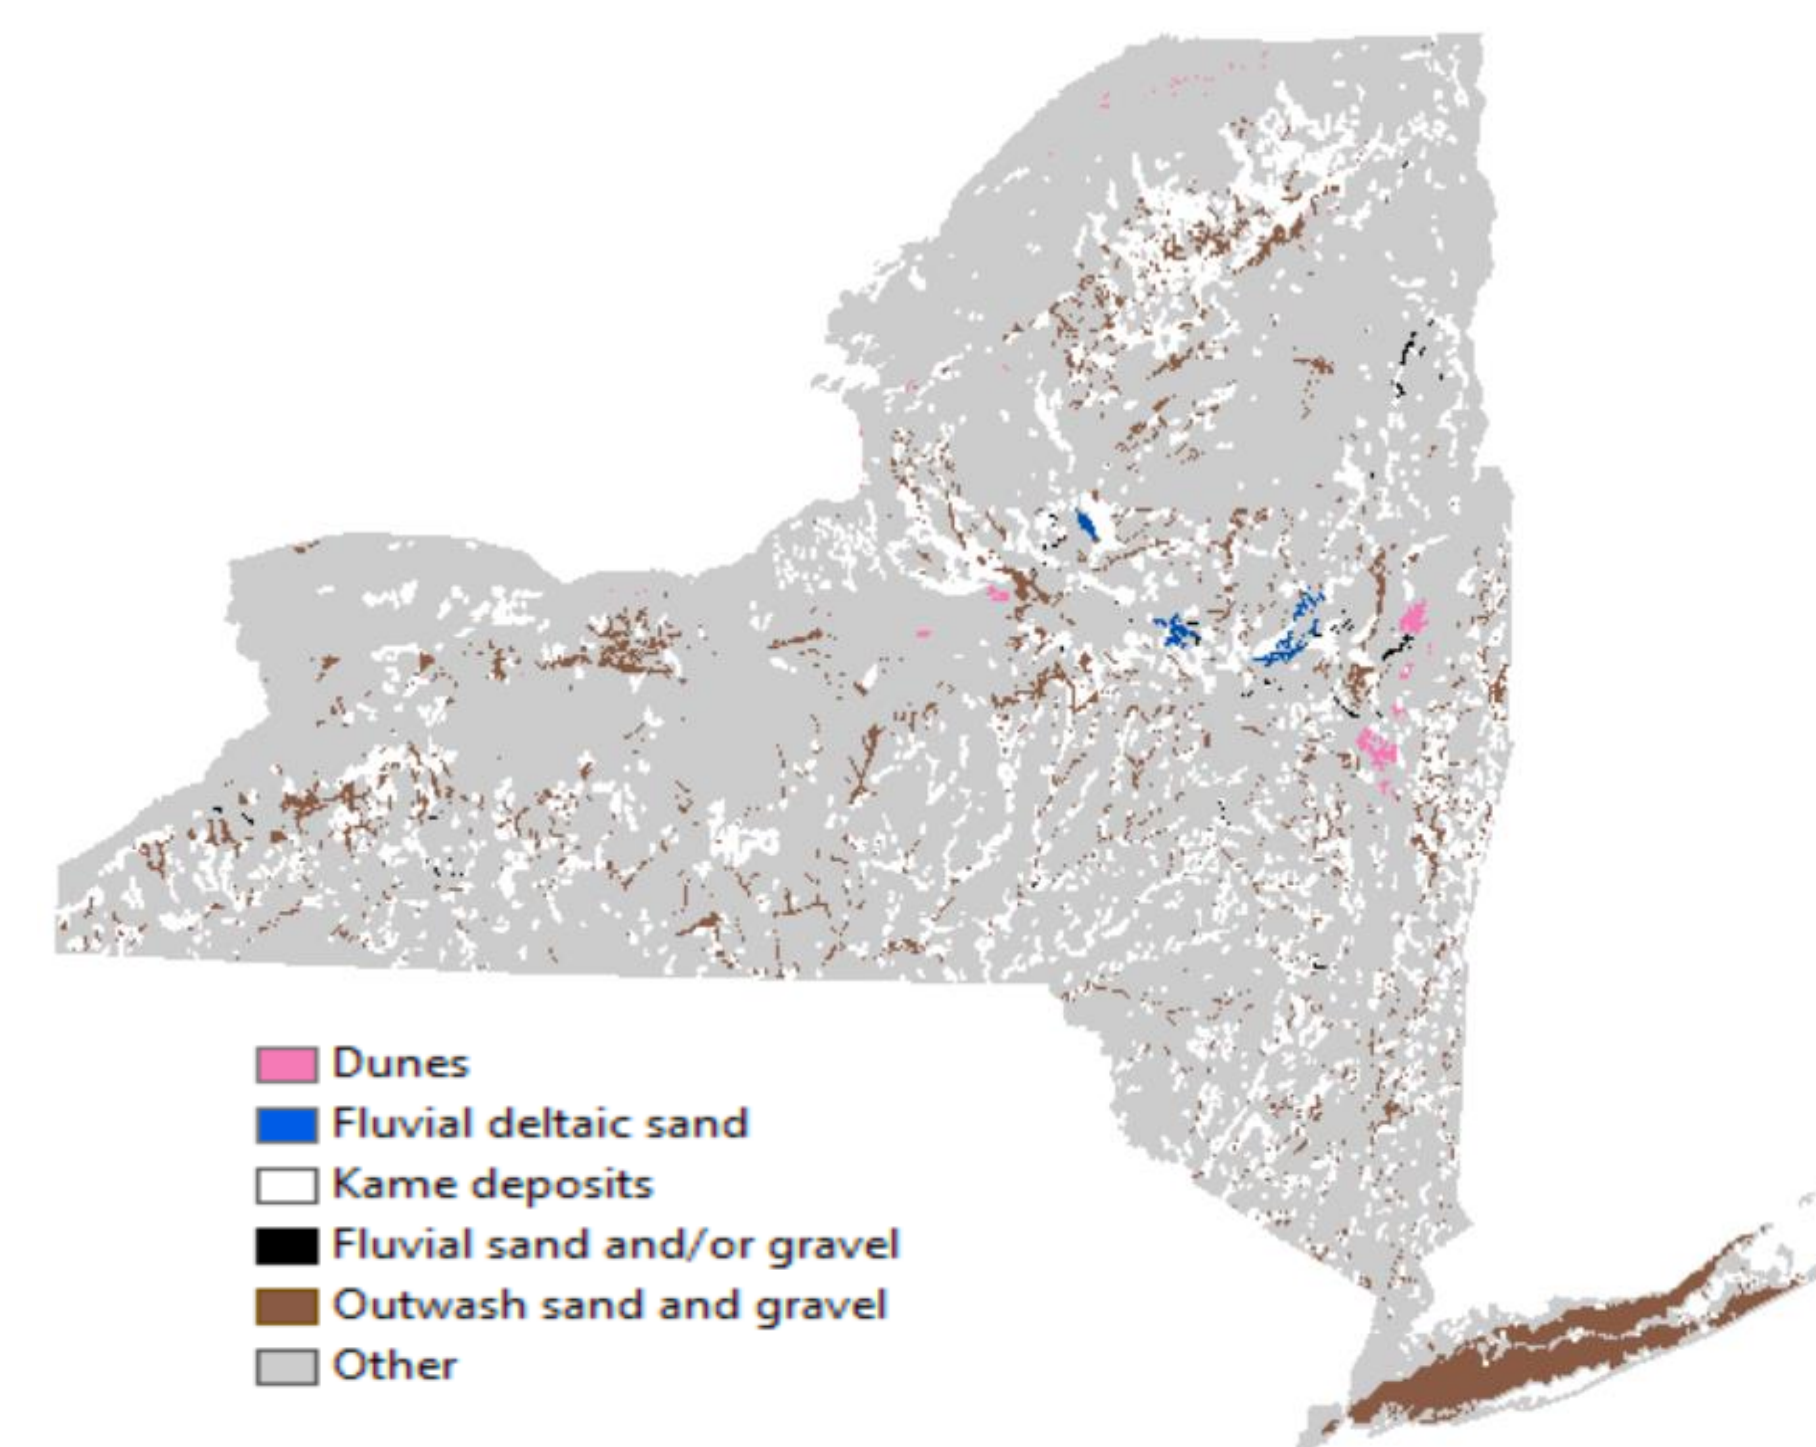 Dunes
Fluvial deltaic sand
Kame deposits
Fluvial sand and/or gravel
Outwash sand and gravel
Other